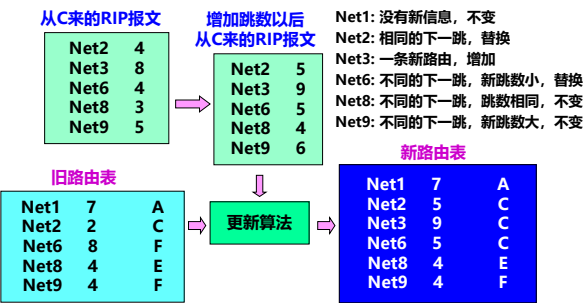 从C来的RIP报文
Net2 4
Net3 8
Net6 4
Net8 3
Net9 5
增加跳数以后
从C来的RIP报文
Net2 5
Net3 9
Net6 5
Net8 4
Net9 6
Net1: 没有新信息，不变
Net2: 相同的下一跳，替换
Net3: 一条新路由，增加
Net6: 不同的下一跳，新跳数小，替换
Net8: 不同的下一跳，跳数相同，不变
Net9: 不同的下一跳，新跳数大，不变
旧路由表
Net1 7 A
Net2 2 C
Net6 8 F
Net8 4 E
Net9 4 F
更新算法
新路由表
Net1 7 A
Net2 5 C
Net3 9 C
Net6 5 C
Net8 4 E
Net9 4 F